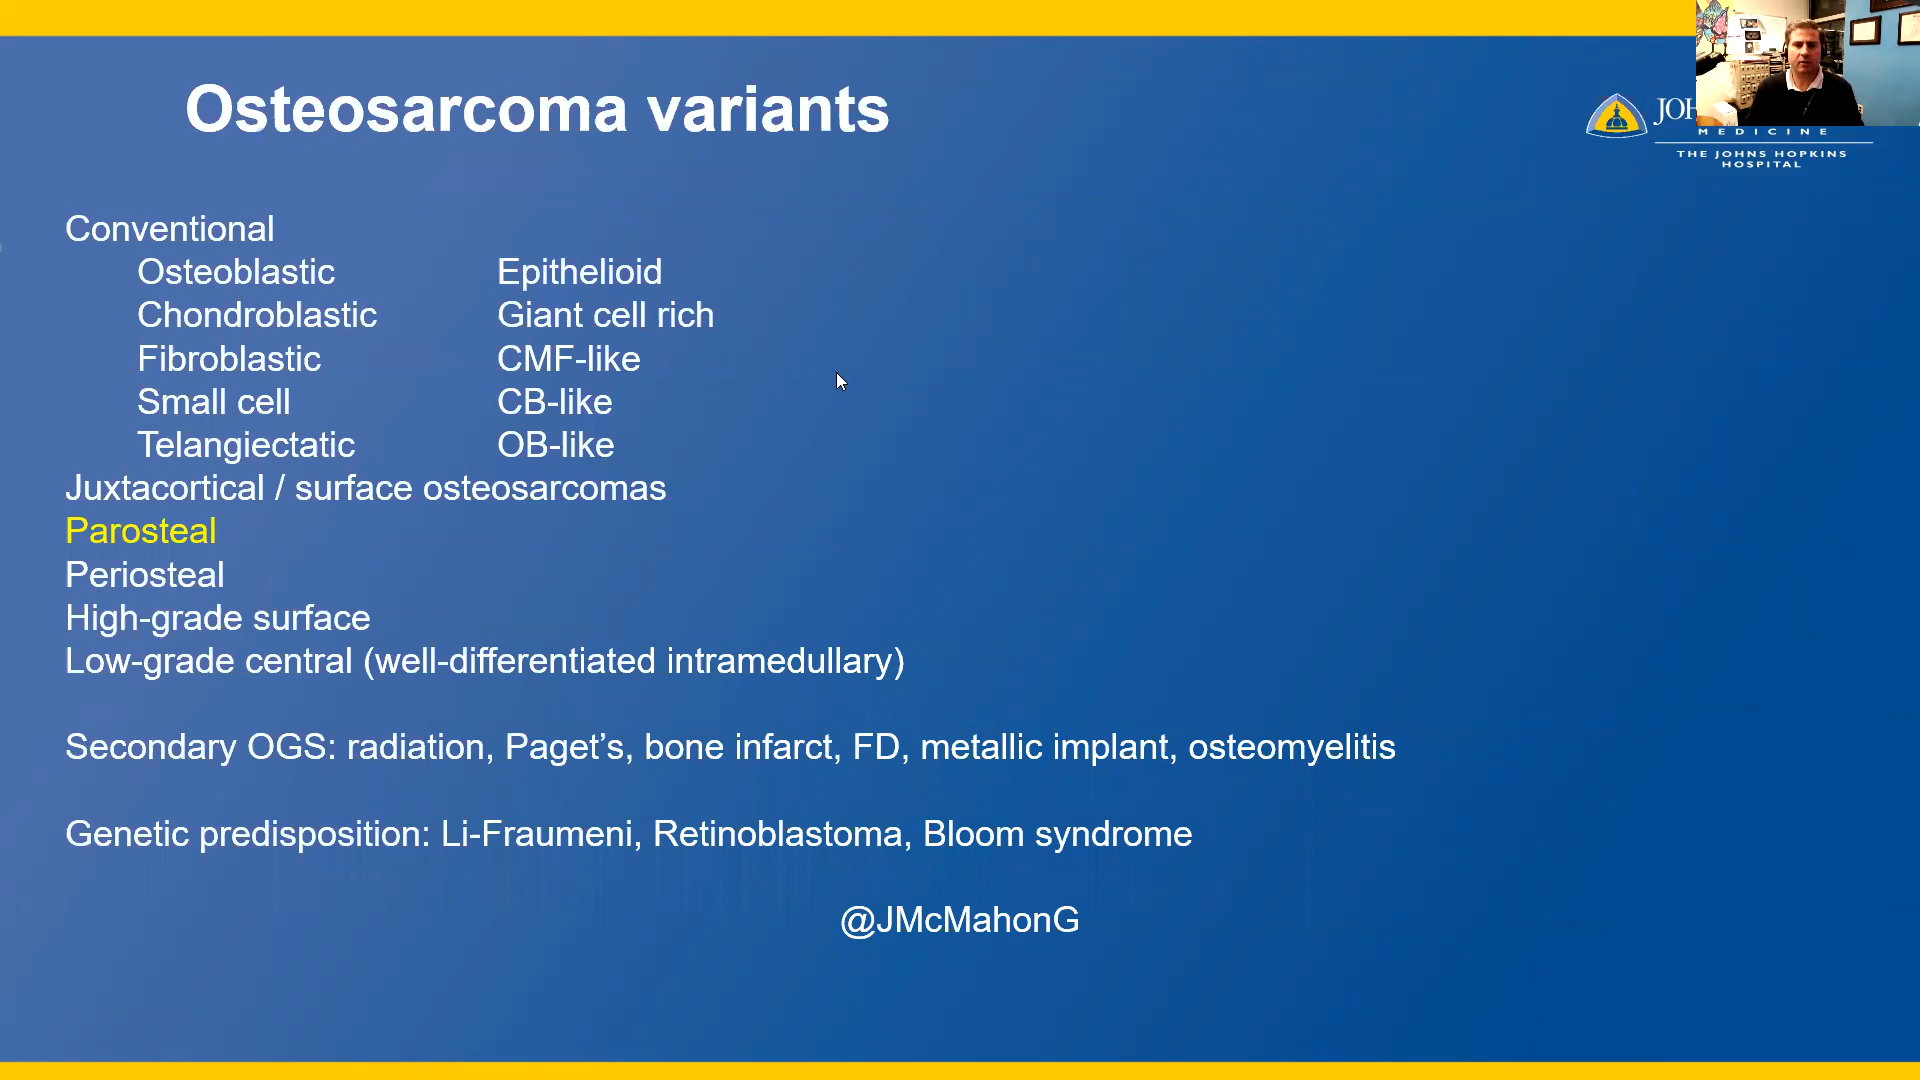 Osteosarcoma variants
JOH
MEDICINE
THE JOHNS HOPKINS
HOSPITAL
Conventional
Osteoblastic Epithelioid
Chondroblastic Giant cell rich
Fibroblastic CMF-like
Small cell CB-like
Telangiectatic OB-like
Juxtacortical / surface osteosarcomas
Parosteal
Periosteal
High-grade surface
Low-grade central (well-differentiated intramedullary)
Secondary OGS: radiation, Paget’s, bone infarct, FD, metallic implant, osteomyelitis
Genetic predisposition: Li-Fraumeni, Retinoblastoma, Bloom syndrome
@JMcMahonG